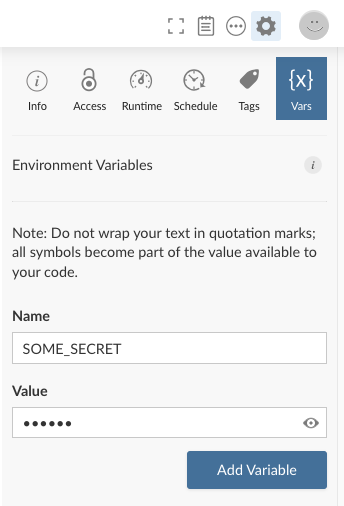 Info Access Runtime Schedule Tags {x} Vars
Environment Variables i
Note: Do not wrap your text in quotation marks;
all symbols become part of the value available to
your code.
Name
SOME_SECRET
Value
••••••
Add Variable